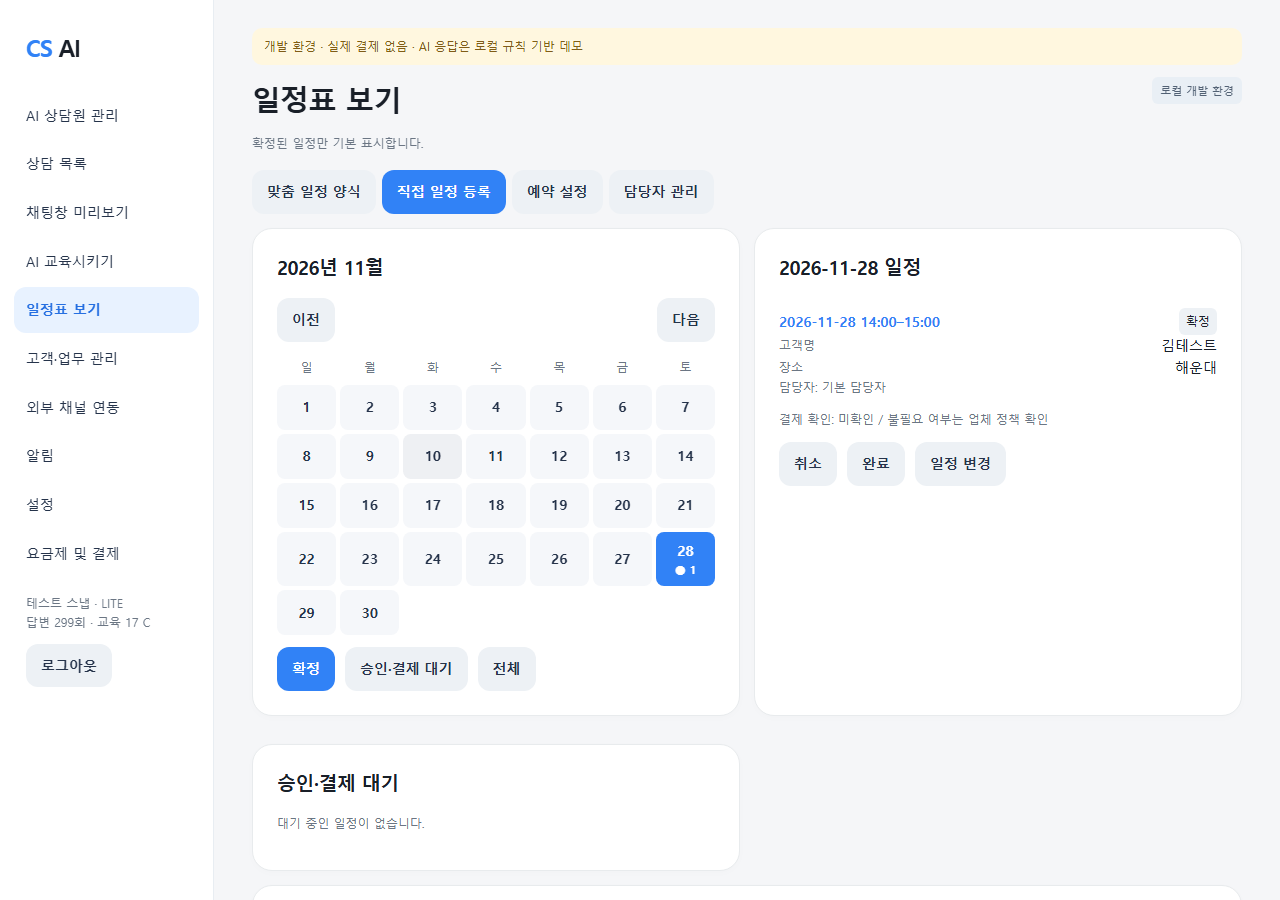 CS AI
AI 상담원 관리
상담 목록
채팅창 미리보기
AI 교육시키기
일정표 보기
고객·업무 관리
외부 채널 연동
알림
설정
요금제 및 결제
테스트 스냅 · LITE
답변 299회 · 교육 17 C
로그아웃
개발 환경 · 실제 결제 없음 · AI 응답은 로컬 규칙 기반 데모
일정표 보기
로컬 개발 환경
확정된 일정만 기본 표시합니다.
맞춤 일정 양식 직접 일정 등록 예약 설정 담당자 관리
2026년 11월
이전 다음
일 월 화 수 목 금 토
1 2 3 4 5 6 7
8 9 10 11 12 13 14
15 16 17 18 19 20 21
22 23 24 25 26 27 28
1
29 30
확정 승인·결제 대기 전체
2026-11-28 일정
2026-11-28 14:00–15:00 확정
고객명 김테스트
장소 해운대
담당자: 기본 담당자
결제 확인: 미확인 / 불필요 여부는 업체 정책 확인
취소 완료 일정 변경
승인·결제 대기
대기 중인 일정이 없습니다.